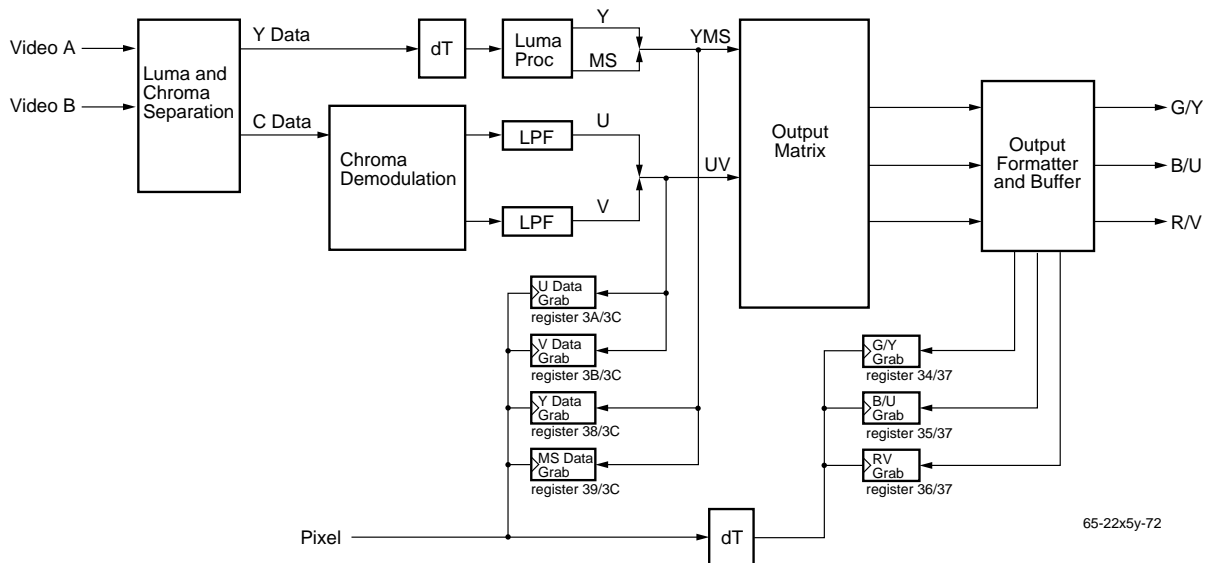 Video A
Video B
Luma and
Chroma
Separation
Y Data
C Data
dT
Luma
Proc
Y
MS
YMS
Chroma
Demodulation
LPF
LPF
U
V
UV
Output
Matrix
Output
Formatter
and Buffer
G/Y
B/U
R/V
U Data
Grab
register 3A/3C
V Data
Grab
register 3B/3C
Y Data
Grab
register 38/3C
MS Data
Grab
register 39/3C
G/Y
Grab
register 34/37
B/U
Grab
register 35/37
RV
Grab
register 36/37
Pixel
dT
65-22x5y-72